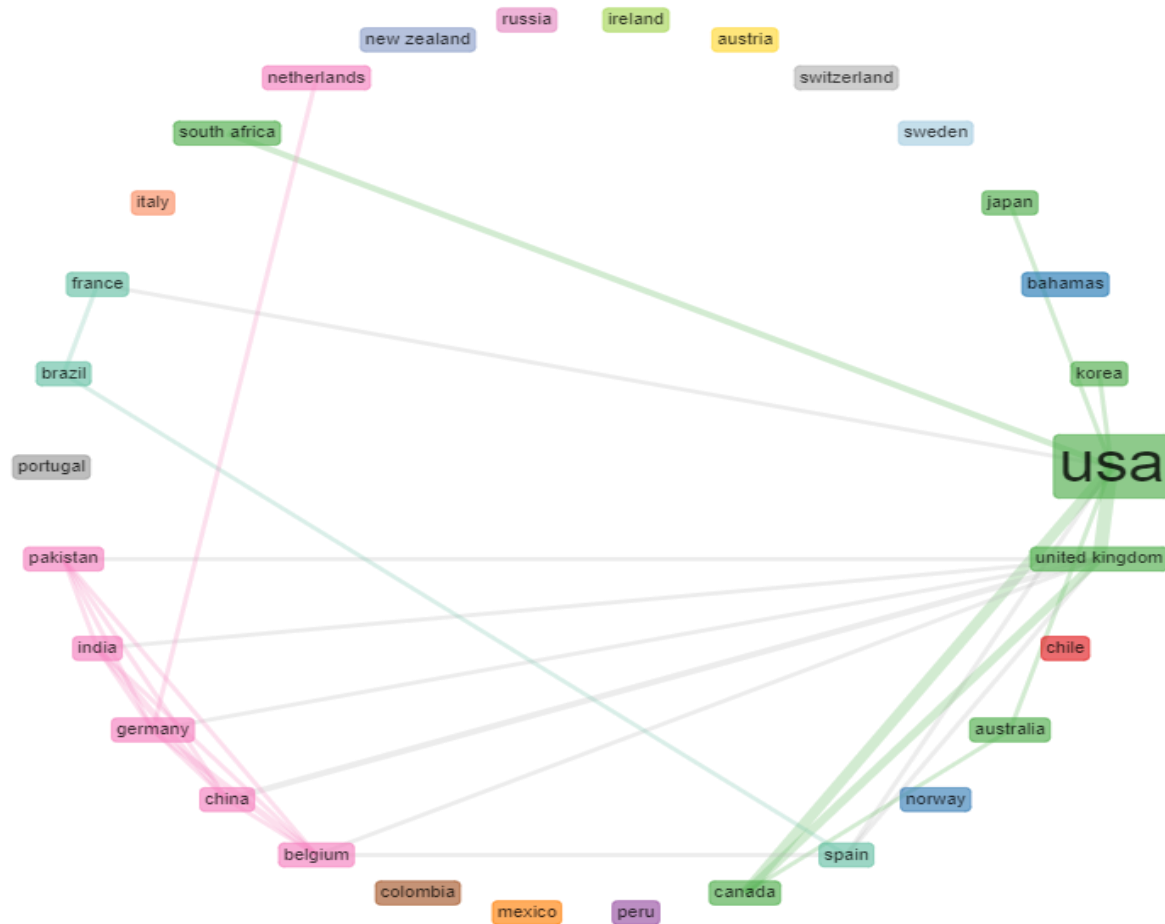 russia
ireland
new zealand
austria
netherlands
switzerland
south africa
sweden
italy
japan
france
bahamas
brazil
korea
portugal
usa
pakistan
united kingdom
india
chile
germany
australia
china
norway
belgium
spain
colombia
canada
mexico
peru